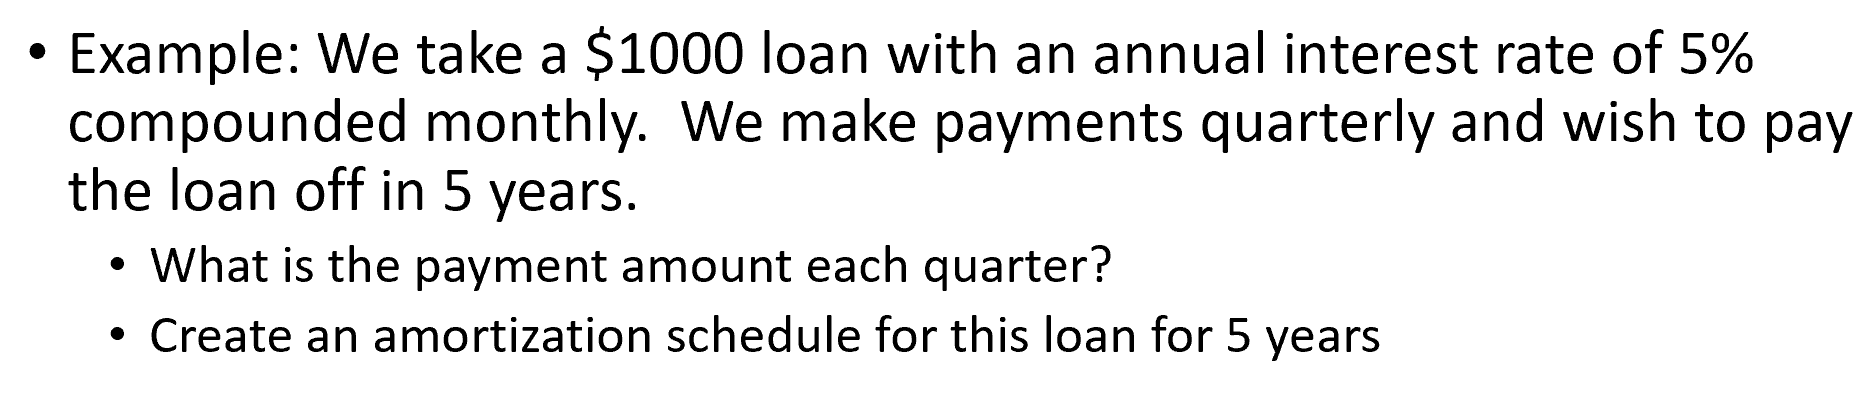 • Example: We take a $1000 loan with an annual interest rate of 5%
compounded monthly.  We make payments quarterly and wish to pay
the loan off in 5 years.
• What is the payment amount each quarter?
• Create an amortization schedule for this loan for 5 years